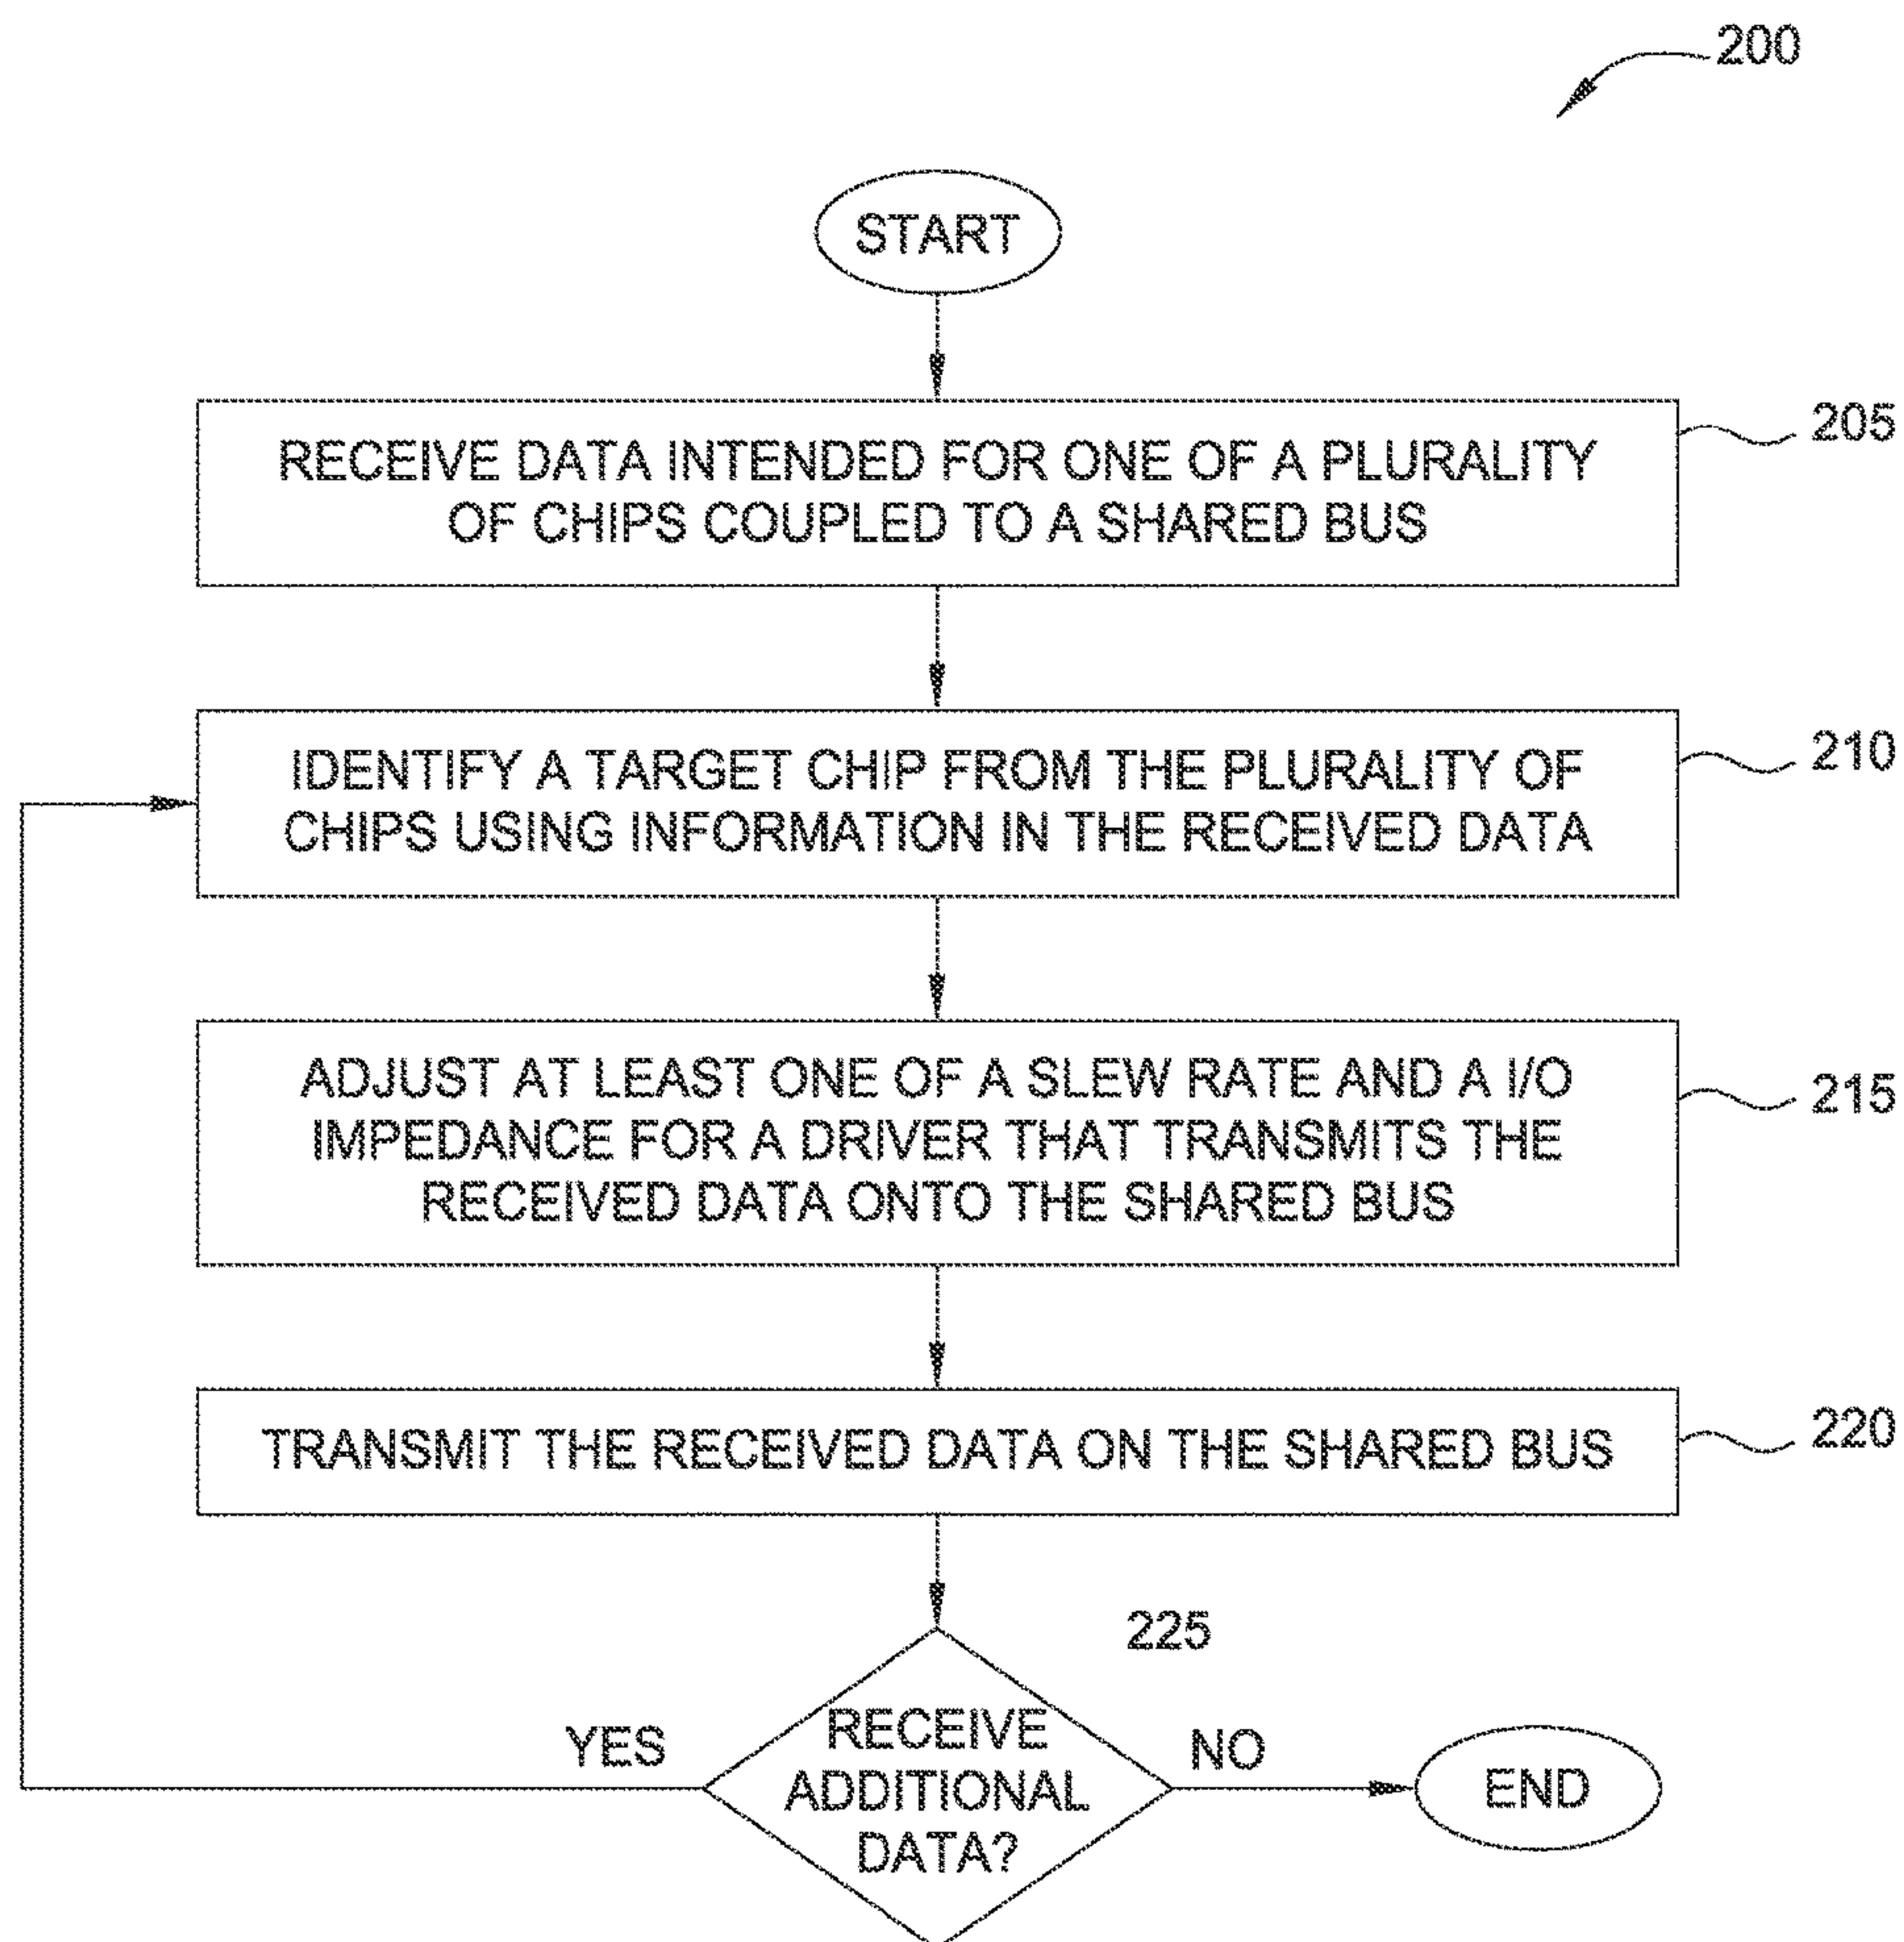 200
START
205
RECEIVE DATA INTENDED FOR ONE OF A PLURALITY
OF CHIPS COUPLED TO A SHARED BUS
210
IDENTIFY A TARGET CHIP FROM THE PLURALITY OF
CHIPS USING INFORMATION IN THE RECEIVED DATA
215
ADJUST AT LEAST ONE OF A SLEW RATE AND A I/O
IMPEDANCE FOR A DRIVER THAT TRANSMITS THE
RECEIVED DATA ONTO THE SHARED BUS
220
TRANSMIT THE RECEIVED DATA ON THE SHARED BUS
225
YES
RECEIVE
ADDITIONAL
DATA?
NO
END